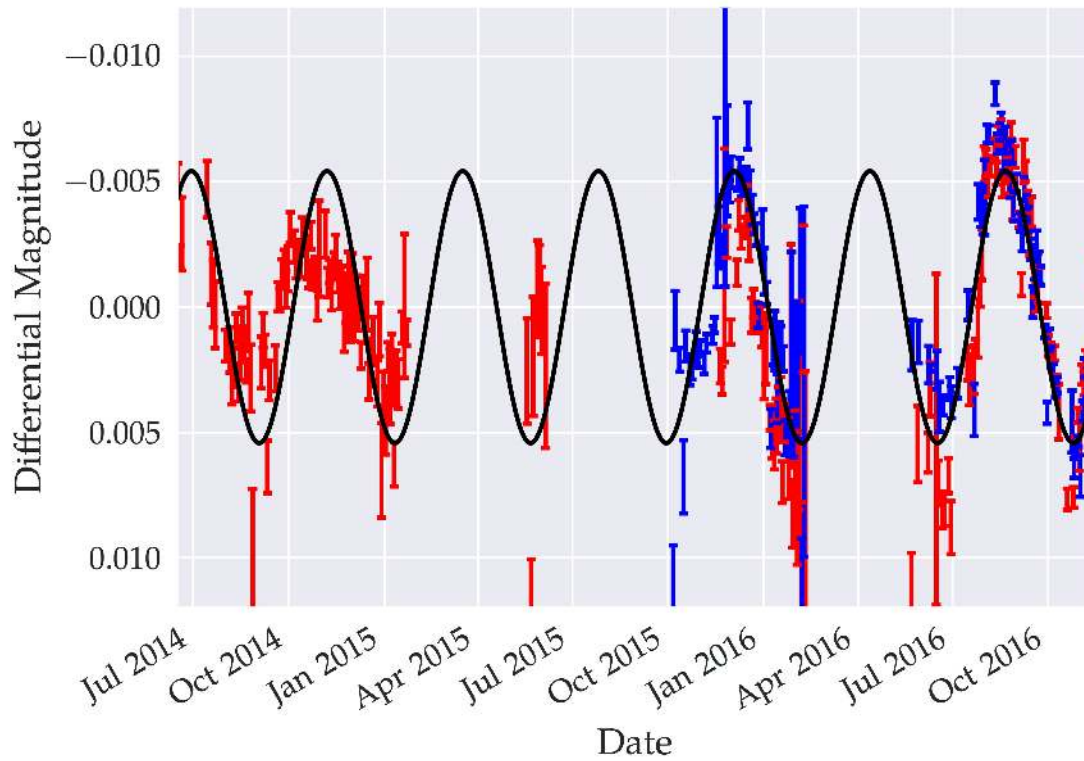 −0.010
−0.005
0.000
0.005
0.010
Differential Magnitude
Jul 2014
Oct 2014
Jan 2015
Apr 2015
Jul 2015
Oct 2015
Jan 2016
Apr 2016
Jul 2016
Oct 2016
Date